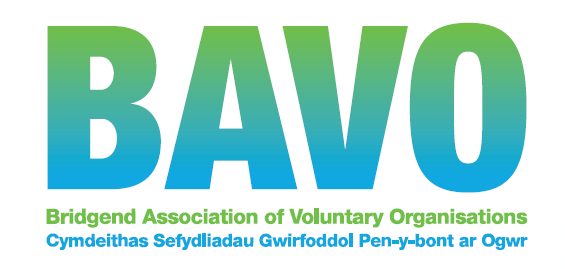 BAVO
Bridgend Association of Voluntary Organisations
Cymdeithas Sefydliadau Gwirfoddol Pen-y-bont ar Ogwr